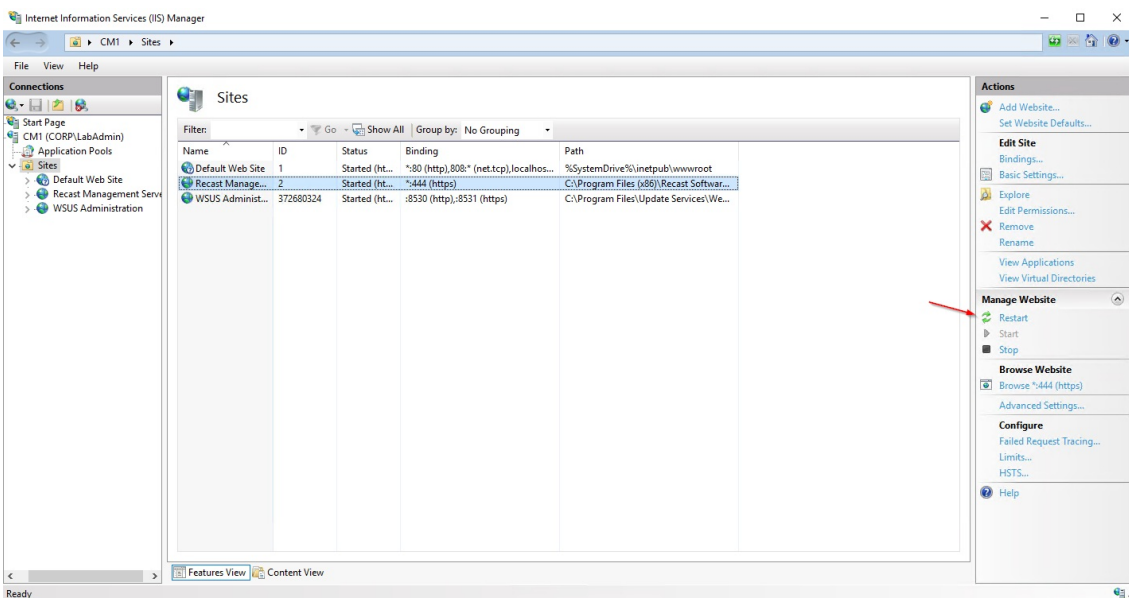 Internet Information Services (IIS) Manager
CM1 Sites
File View Help
Connections
Start Page
CM1 (CORP\LabAdmin)
Application Pools
Sites
Default Web Site
Recast Management Serve
WSUS Administration
Sites
Filter: Go Show All Group by: No Grouping
Name ID Status Binding Path
Default Web Site 1 Started (ht... *:80 (http),808:* (net.tcp),localhos... %SystemDrive%\inetpub\wwwroot
Recast Manage... 2 Started (ht... *:444 (https) C:\Program Files (x86)\Recast Softwar...
WSUS Administ... 372680324 Started (ht... :8530 (http),:8531 (https) C:\Program Files\Update Services\We...
Features View Content View
Actions
Add Website...
Set Website Defaults...
Edit Site
Bindings...
Basic Settings...
Explore
Edit Permissions...
Remove
Rename
View Applications
View Virtual Directories
Manage Website
Restart
Start
Stop
Browse Website
Browse *:444 (https)
Advanced Settings...
Configure
Failed Request Tracing...
Limits...
HSTS...
Help
Ready